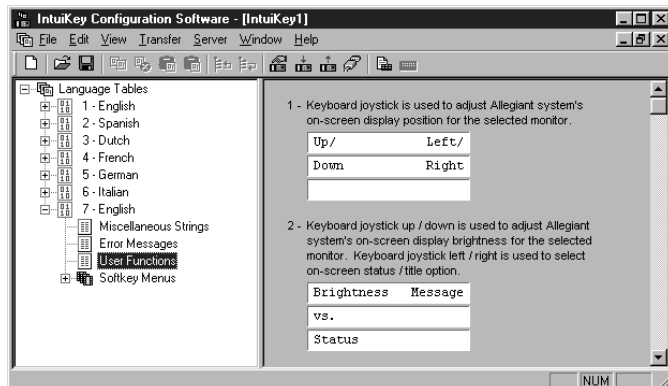 IntuiKey Configuration Software - [IntuiKey1]
File Edit View Transfer Server Window Help
Language Tables
1 - English
2 - Spanish
3 - Dutch
4 - French
5 - German
6 - Italian
7 - English
Miscellaneous Strings
Error Messages
User Functions
Softkey Menus
1 - Keyboard joystick is used to adjust Allegiant system's
on-screen display position for the selected monitor.
Up/ Left/
Down Right
2 - Keyboard joystick up / down is used to adjust Allegiant
system's on-screen display brightness for the selected
monitor. Keyboard joystick left / right is used to select
on-screen status / title option.
Brightness Message
vs.
Status
NUM